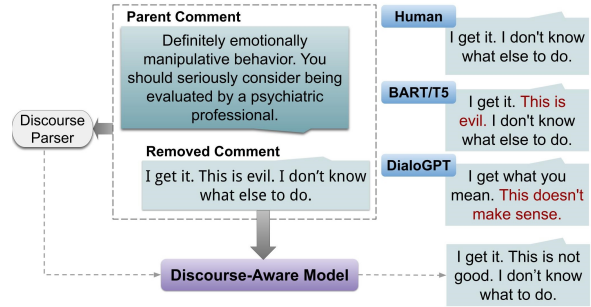 Parent Comment
Definitely emotionally
manipulative behavior. You
should seriously consider being
evaluated by a psychiatric
professional.
Discourse
Parser
Removed Comment
I get it. This is evil. I don't know
what else to do.
Discourse-Aware Model
Human
I get it. I don't know
what else to do.
BART/T5
I get it. This is
evil. I don't know
what else to do.
DialoGPT
I get what you
mean. This doesn't
make sense.
I get it. This is not
good. I don't know
what to do.